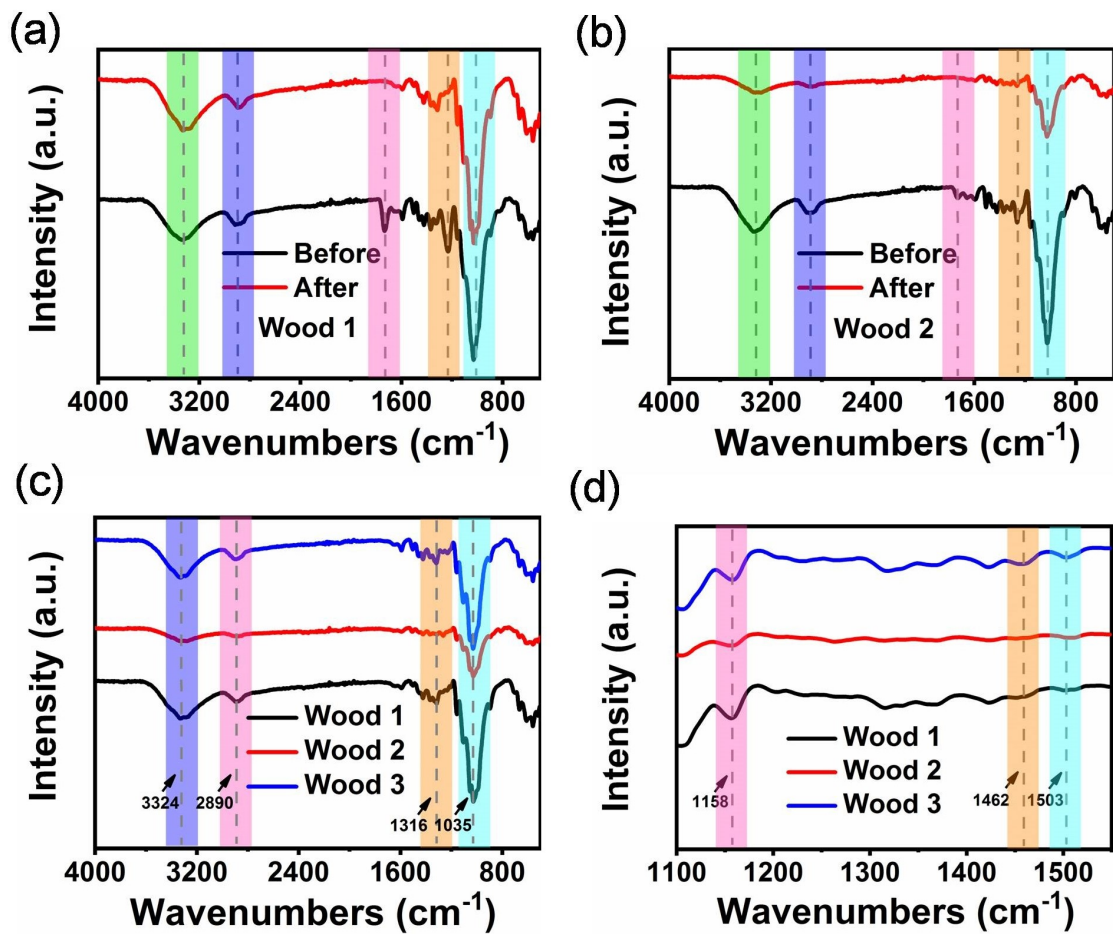 (a)
Intensity (a.u.)
Before
After
Wood 1
4000 3200 2400 1600 800
Wavenumbers (cm-1)
(b)
Intensity (a.u.)
Before
After
Wood 2
4000 3200 2400 1600 800
Wavenumbers (cm-1)
(c)
Intensity (a.u.)
Wood 1
Wood 2
Wood 3
3324 2890 1316 1035
4000 3200 2400 1600 800
Wavenumbers (cm-1)
(d)
Intensity (a.u.)
Wood 1
Wood 2
Wood 3
1158 1462 1503
1100 1200 1300 1400 1500
Wavenumbers (cm-1)